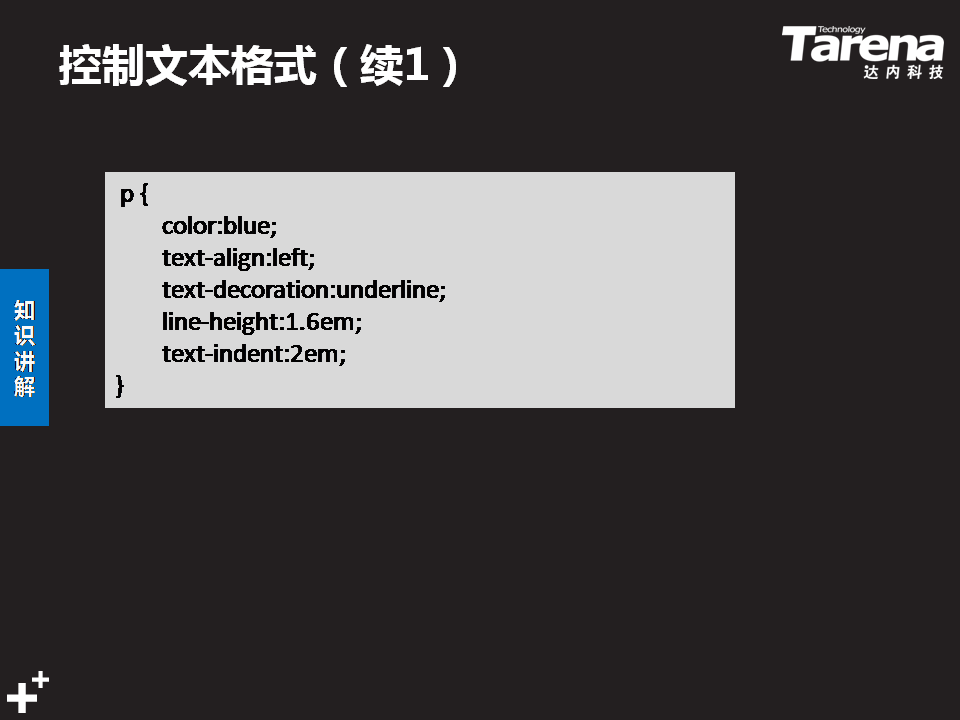 控制文本格式（续1）
Technology
Tarena
达内科技
p {
color:blue;
text-align:left;
text-decoration:underline;
line-height:1.6em;
text-indent:2em;
}
知识讲解